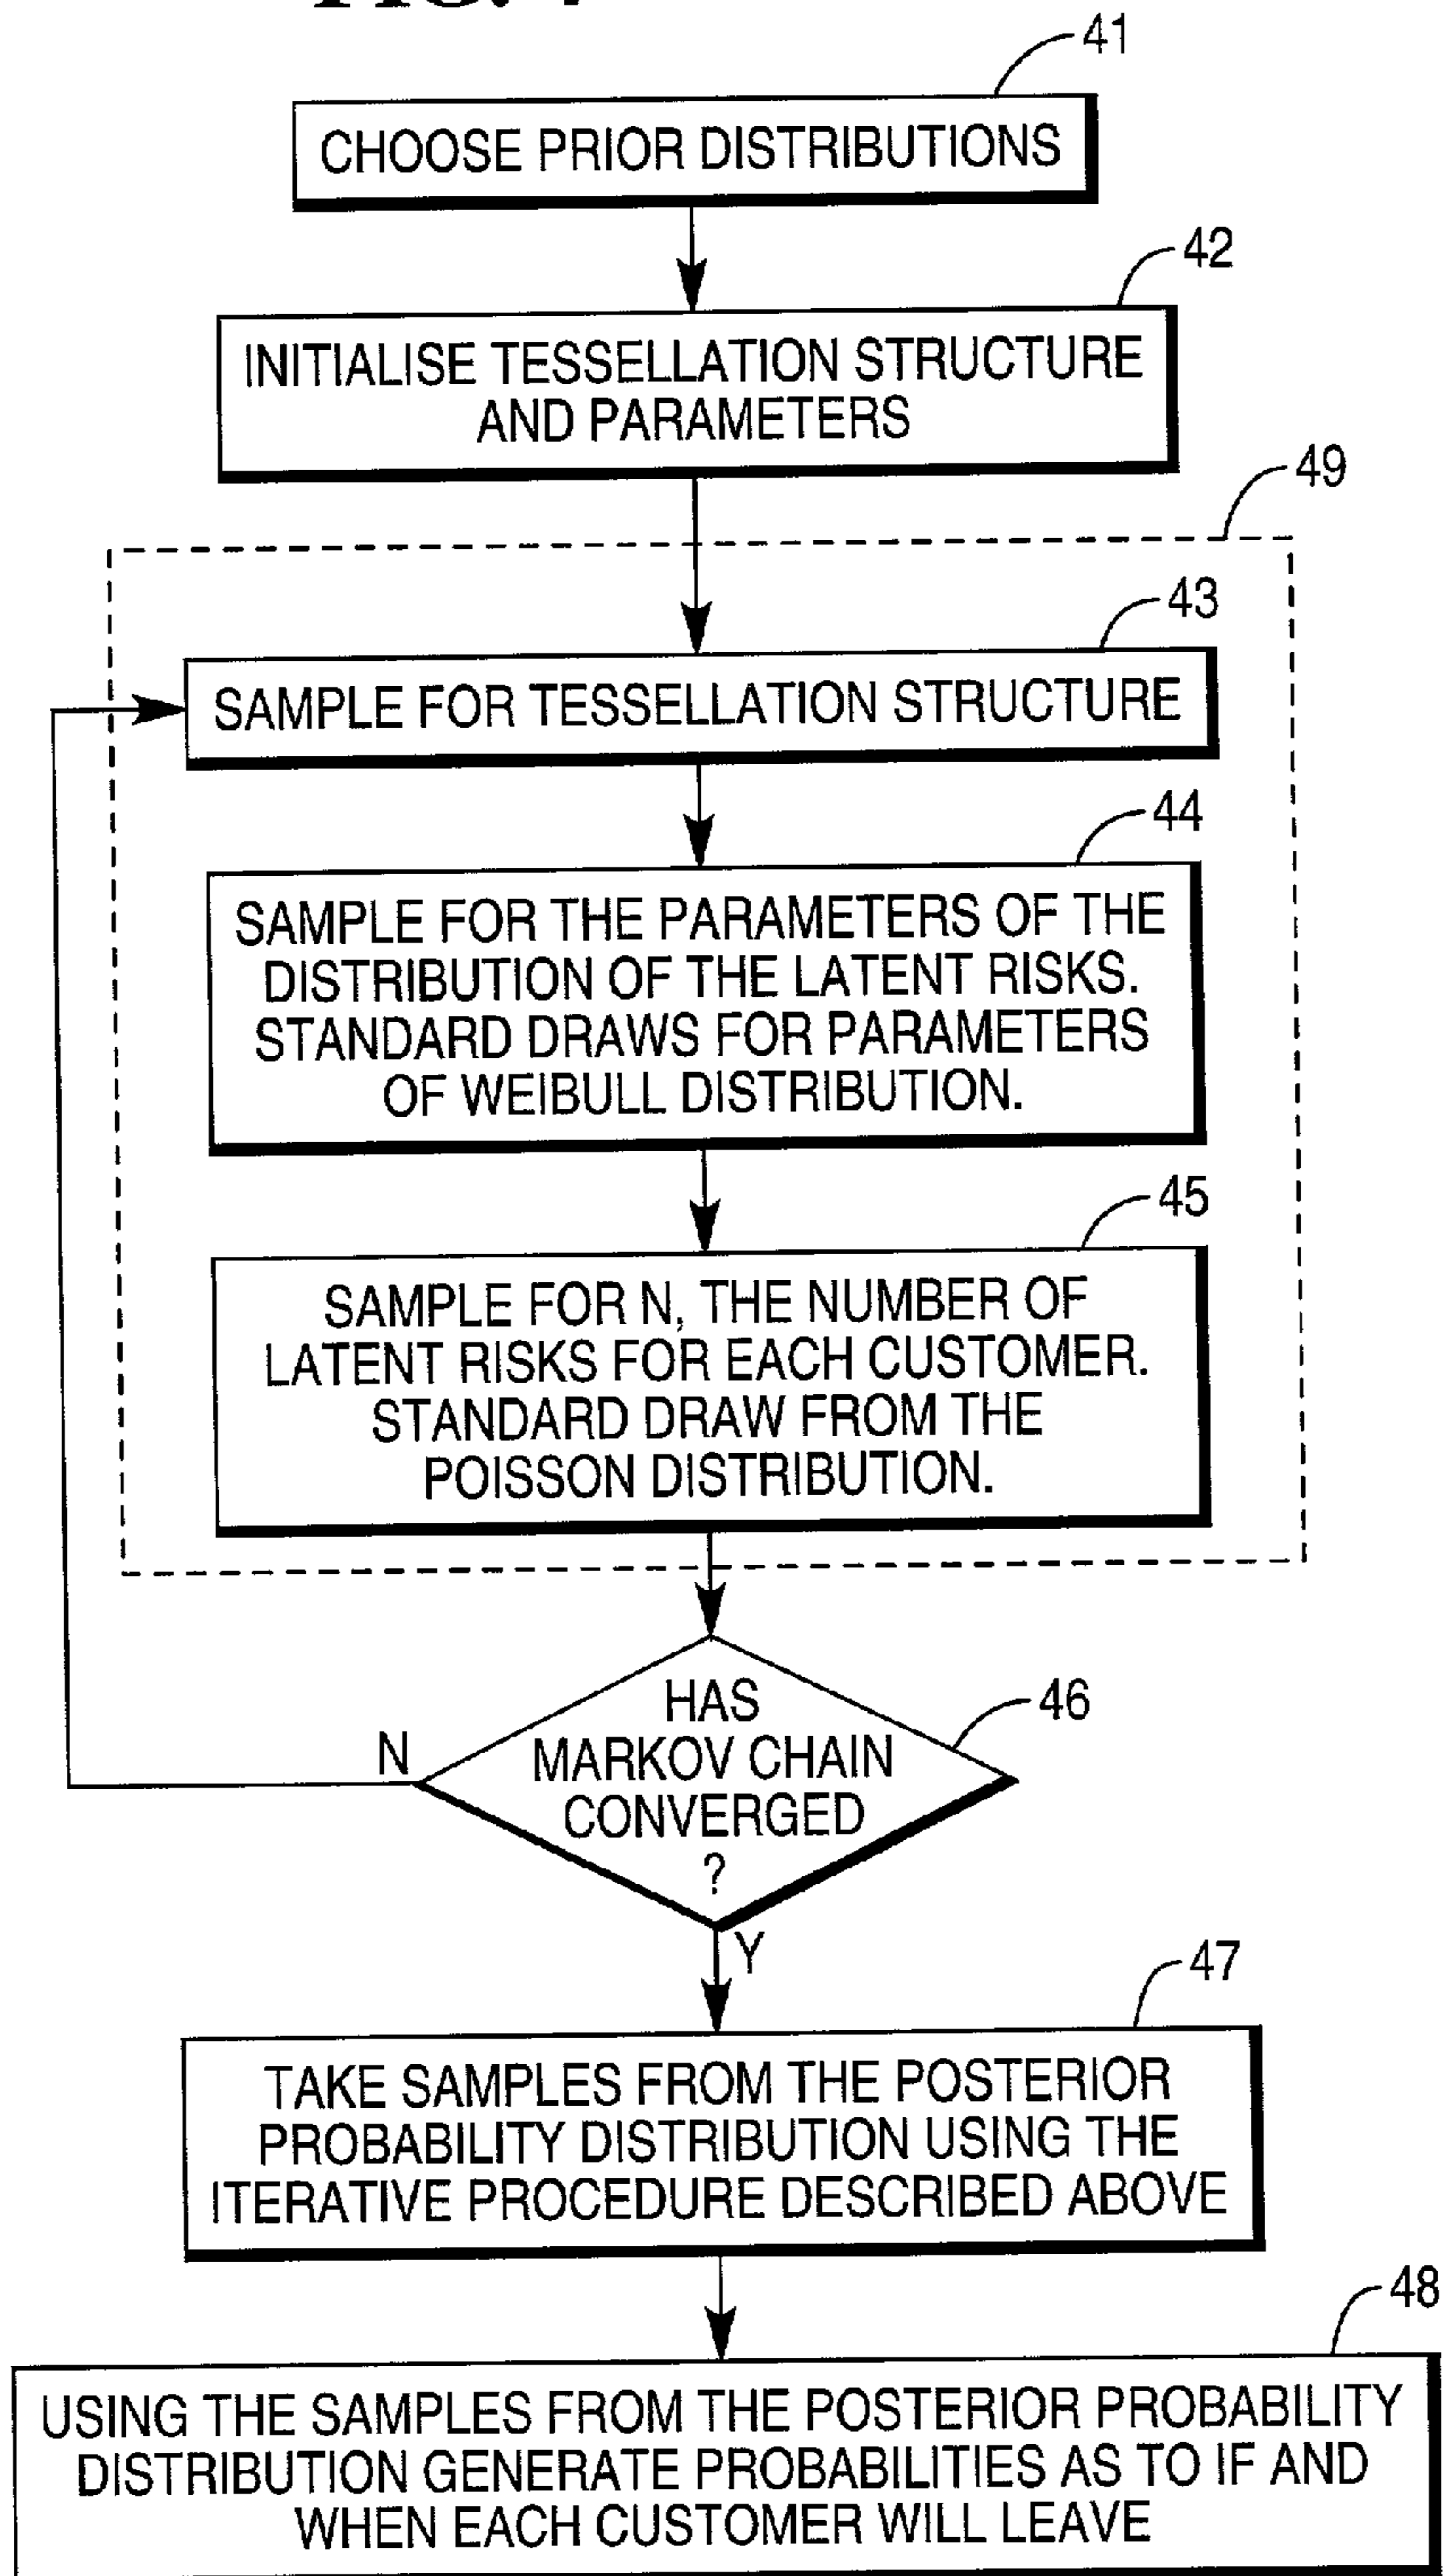 41
CHOOSE PRIOR DISTRIBUTIONS
42
INITIALISE TESSELLATION STRUCTURE
AND PARAMETERS
49
43
SAMPLE FOR TESSELLATION STRUCTURE
44
SAMPLE FOR THE PARAMETERS OF THE
DISTRIBUTION OF THE LATENT RISKS.
STANDARD DRAWS FOR PARAMETERS
OF WEIBULL DISTRIBUTION.
45
SAMPLE FOR N, THE NUMBER OF
LATENT RISKS FOR EACH CUSTOMER.
STANDARD DRAW FROM THE
POISSON DISTRIBUTION.
46
HAS
MARKOV CHAIN
CONVERGED
?
N
Y
47
TAKE SAMPLES FROM THE POSTERIOR
PROBABILITY DISTRIBUTION USING THE
ITERATIVE PROCEDURE DESCRIBED ABOVE
48
USING THE SAMPLES FROM THE POSTERIOR PROBABILITY
DISTRIBUTION GENERATE PROBABILITIES AS TO IF AND
WHEN EACH CUSTOMER WILL LEAVE